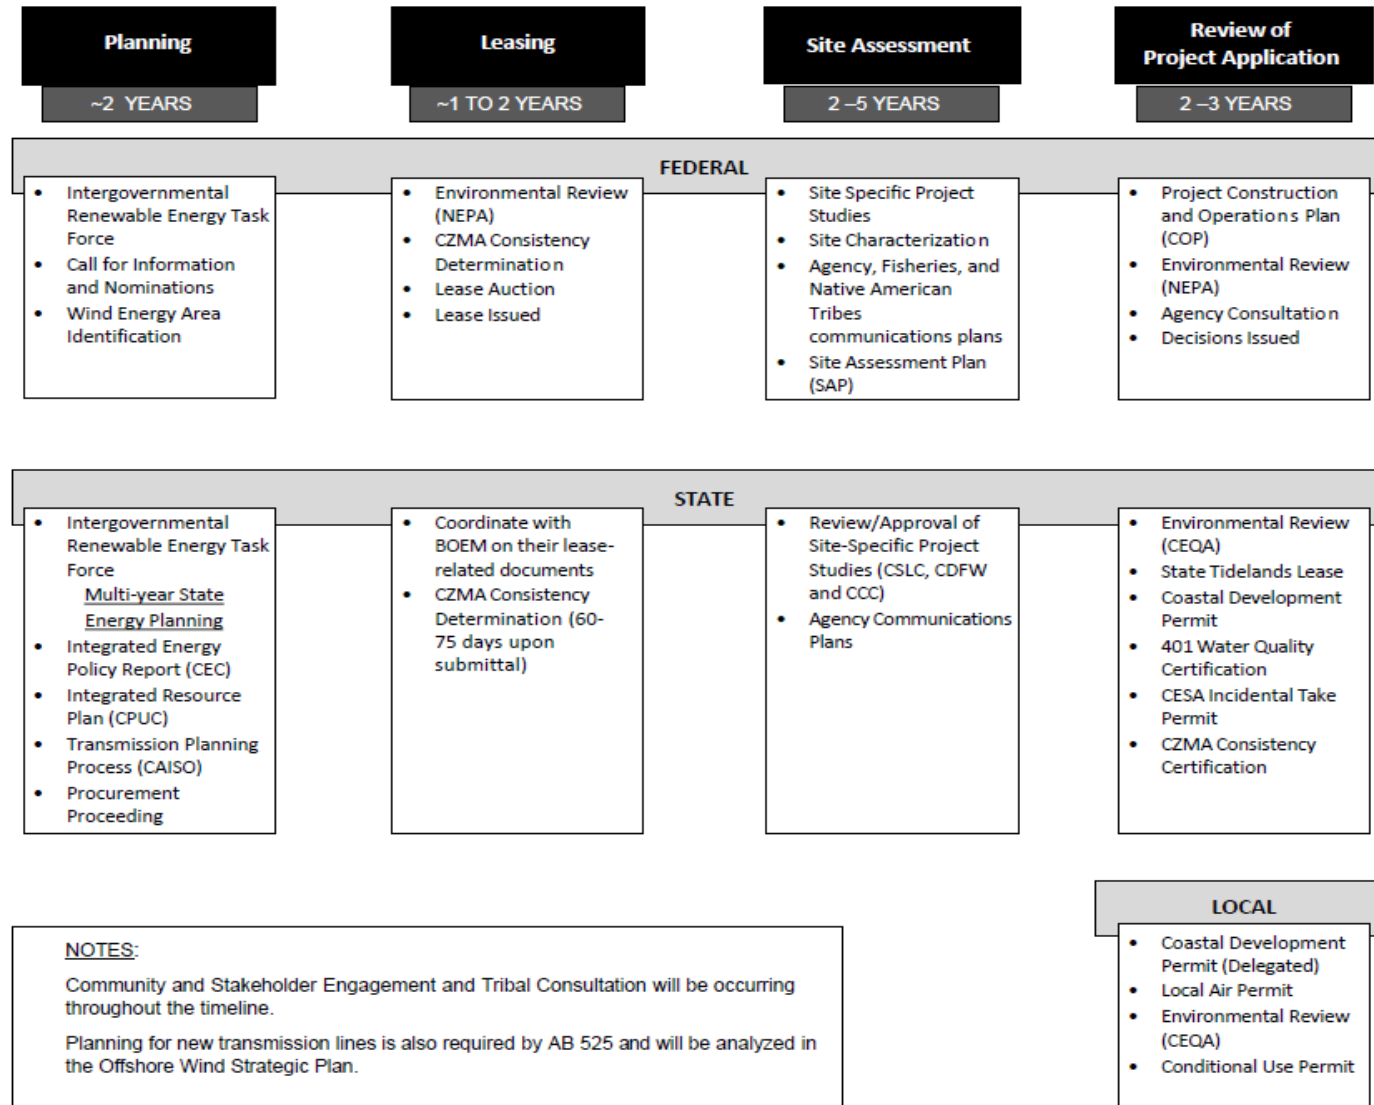 Planning
~2 YEARS
Leasing
~1 TO 2 YEARS
Site Assessment
2 –5 YEARS
Review of
Project Application
2 –3 YEARS
FEDERAL
• Intergovernmental
Renewable Energy Task
Force
• Call for Information
and Nominations
• Wind Energy Area
Identification
• Environmental Review
(NEPA)
• CZMA Consistency
Determination
• Lease Auction
• Lease Issued
• Site Specific Project
Studies
• Site Characterization
• Agency, Fisheries, and
Native American
Tribes
communications plans
• Site Assessment Plan
(SAP)
• Project Construction
and Operations Plan
(COP)
• Environmental Review
(NEPA)
• Agency Consultation
• Decisions Issued
STATE
• Intergovernmental
Renewable Energy Task
Force
Multi-year State
Energy Planning
• Integrated Energy
Policy Report (CEC)
• Integrated Resource
Plan (CPUC)
• Transmission Planning
Process (CAISO)
• Procurement
Proceeding
• Coordinate with
BOEM on their lease-
related documents
• CZMA Consistency
Determination (60-
75 days upon
submittal)
• Review/Approval of
Site-Specific Project
Studies (CSLC, CDFW
and CCC)
• Agency Communications
Plans
• Environmental Review
(CEQA)
• State Tidelands Lease
• Coastal Development
Permit
• 401 Water Quality
Certification
• CESA Incidental Take
Permit
• CZMA Consistency
Certification
LOCAL
• Coastal Development
Permit (Delegated)
• Local Air Permit
• Environmental Review
(CEQA)
• Conditional Use Permit
NOTES:
Community and Stakeholder Engagement and Tribal Consultation will be occurring
throughout the timeline.
Planning for new transmission lines is also required by AB 525 and will be analyzed in
the Offshore Wind Strategic Plan.